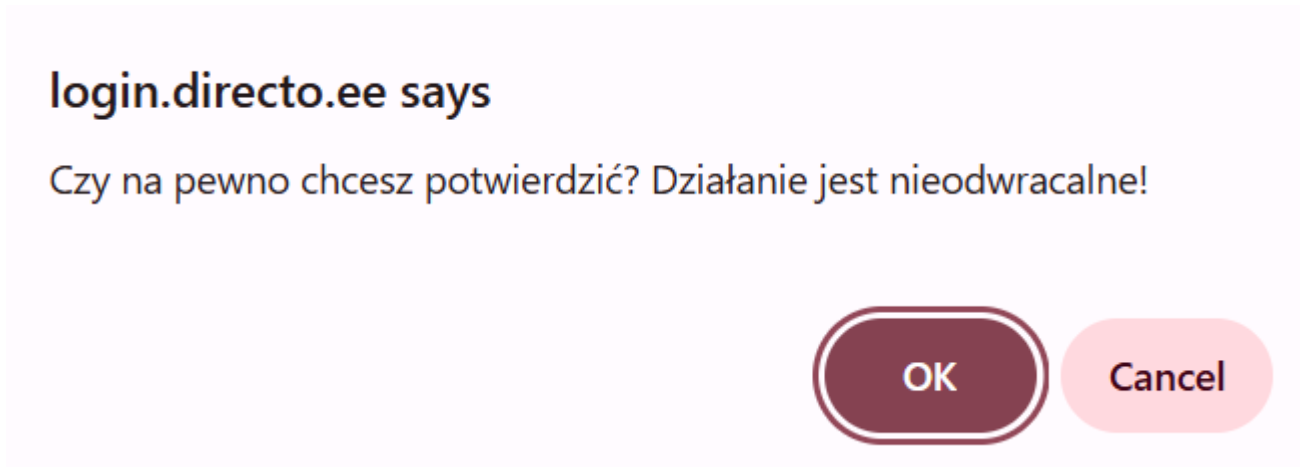 login.directo.ee says
Czy na pewno chcesz potwierdzić? Działanie jest nieodwracalne!
OK Cancel